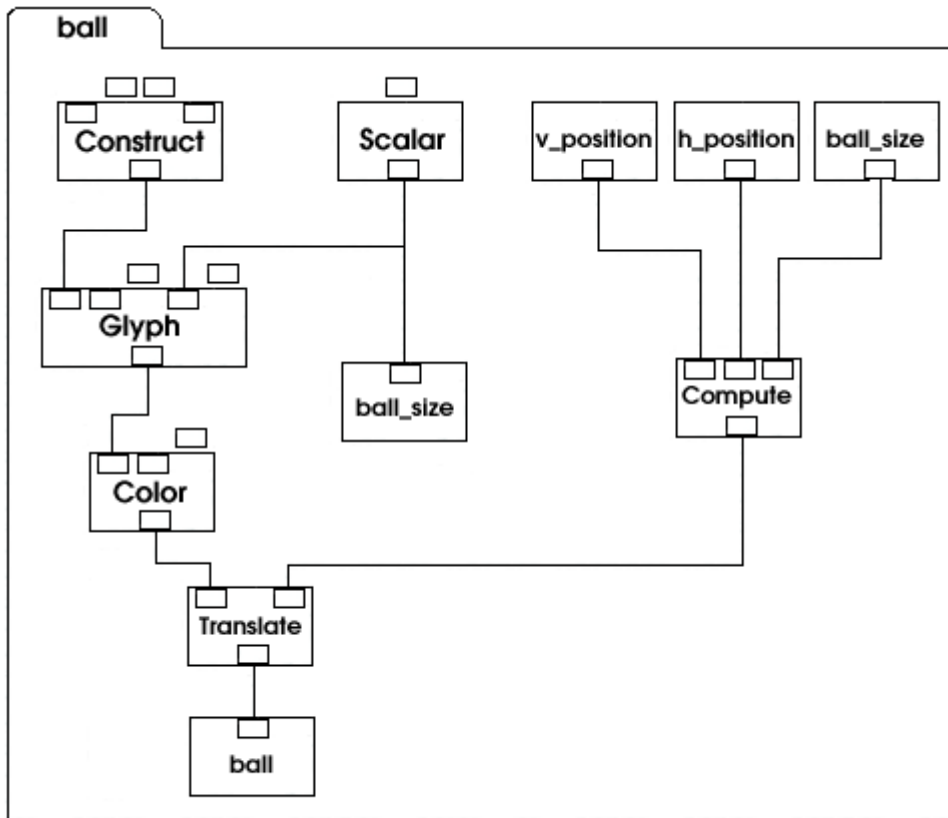 ball
Construct
Scalar
v_position
h_position
ball_size
Glyph
ball_size
Compute
Color
Translate
ball